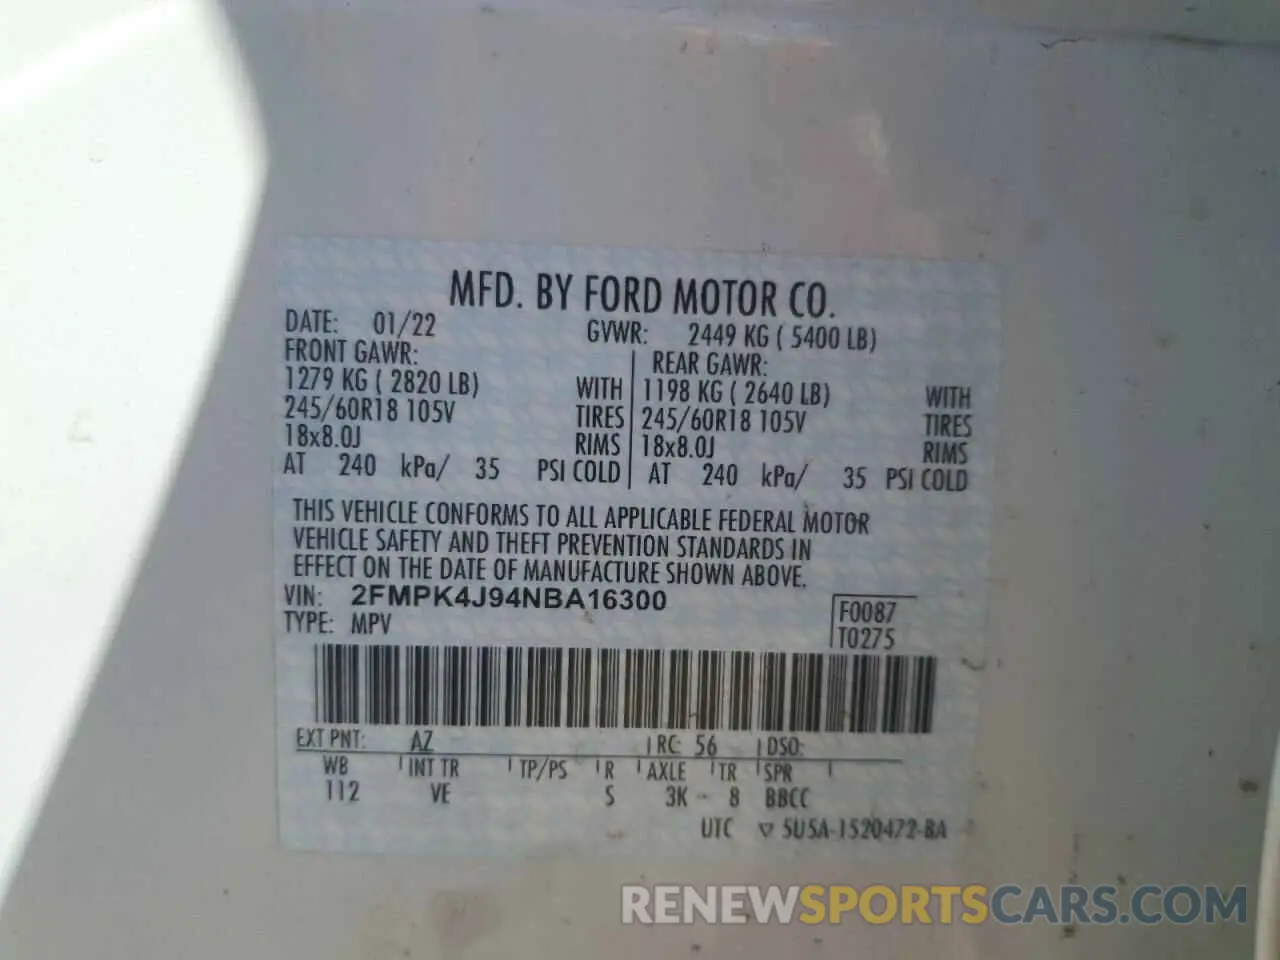 MFD. BY FORD MOTOR CO.
DATE: 01/22 GVWR: 2449 KG ( 5400 LB)
FRONT GAWR: REAR GAWR:
1279 KG ( 2820 LB) WITH 1198 KG ( 2640 LB) WITH
245/60R18 105V TIRES 245/60R18 105V TIRES
18x8.0J RIMS 18x8.0J RIMS
AT 240 kPa/ 35 PSI COLD AT 240 kPa/ 35 PSI COLD
THIS VEHICLE CONFORMS TO ALL APPLICABLE FEDERAL MOTOR
VEHICLE SAFETY AND THEFT PREVENTION STANDARDS IN
EFFECT ON THE DATE OF MANUFACTURE SHOWN ABOVE.
VIN: 2FMPK4J94NBA16300 F0087
TYPE: MPV T0275
EXT PNT: AZ RC: 56 DSO:
WB INT TR TP/PS R AXLE TR SPR
112 VE S 3K - 8 BBCC
UTC ▽ 5U5A-1520472-BA
RENEWSPORTSCARS.COM